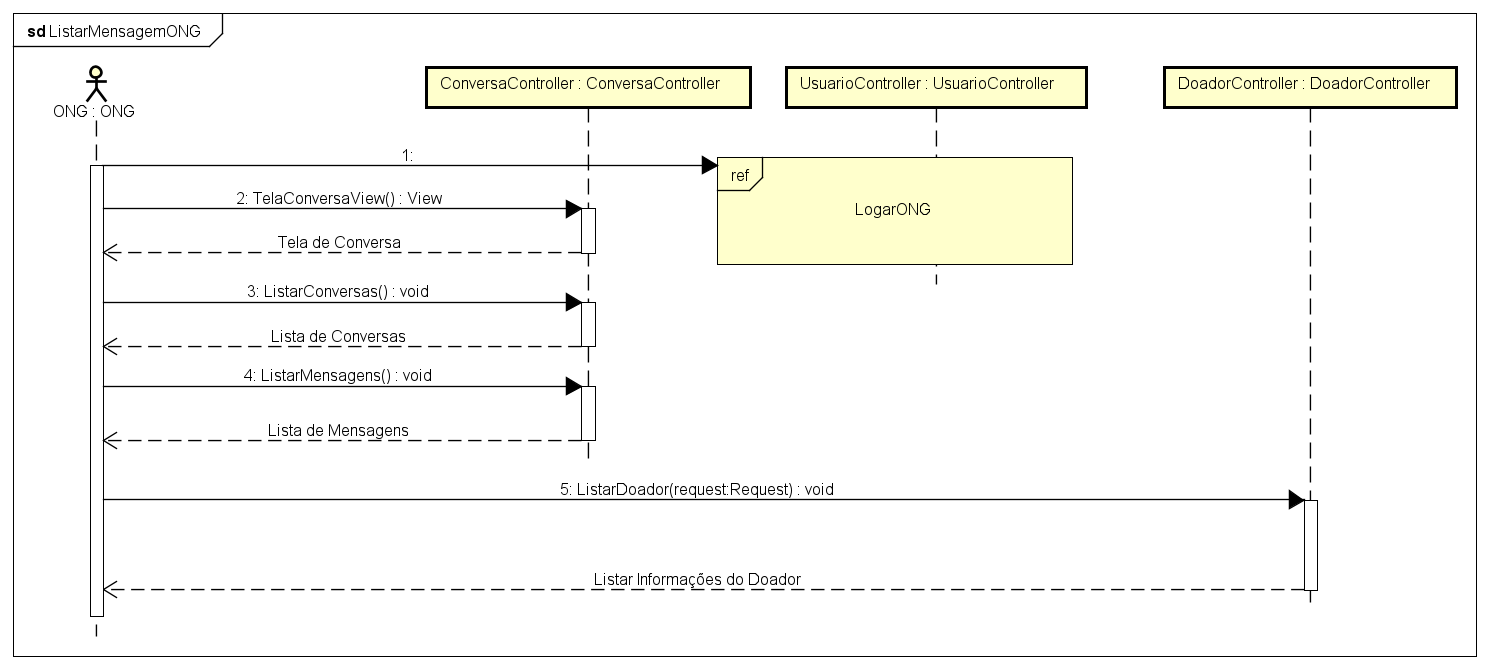 sd ListarMensagemONG
ONG : ONG
ConversaController : ConversaController
UsuarioController : UsuarioController
DoadorController : DoadorController
1:
ref
LogarONG
2: TelaConversaView() : View
Tela de Conversa
3: ListarConversas() : void
Lista de Conversas
4: ListarMensagens() : void
Lista de Mensagens
5: ListarDoador(request:Request) : void
Listar Informações do Doador